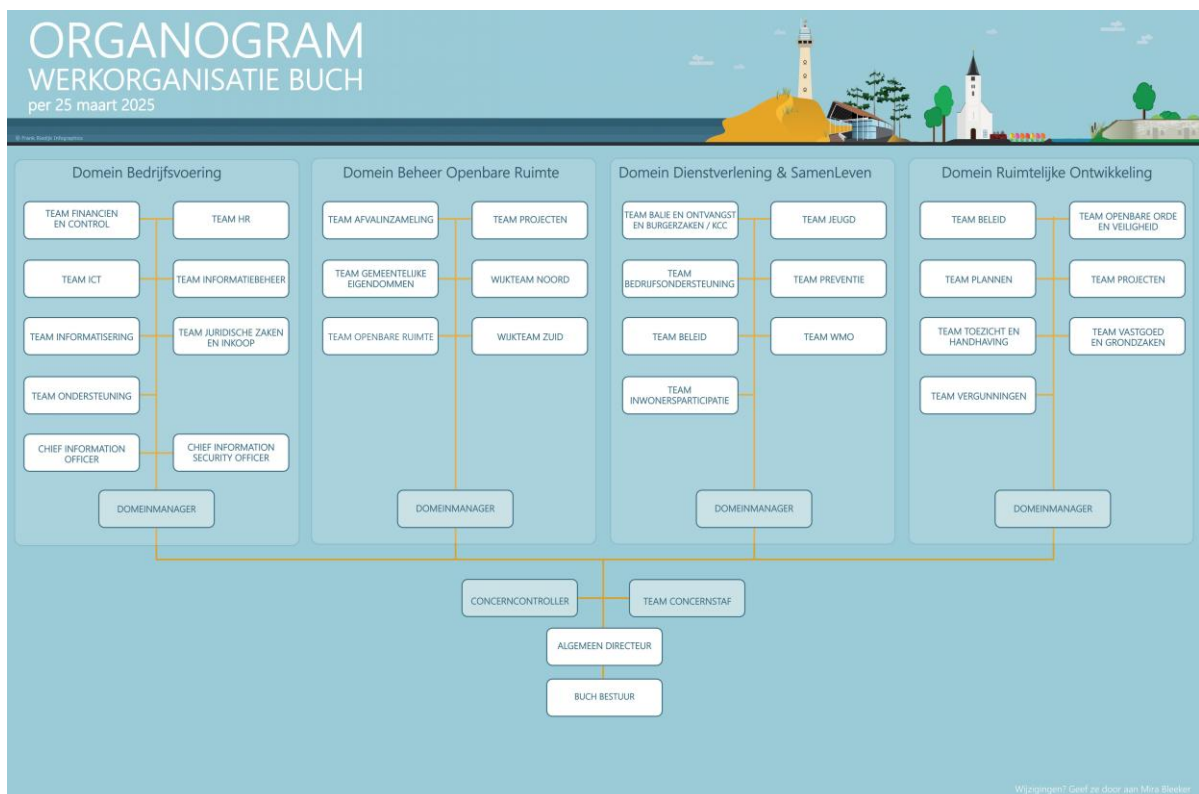 ORGANOGRAM
WERKORGANISATIE BUCH
per 25 maart 2025
Domein Bedrijfsvoering
TEAM FINANCIEN
EN CONTROL
TEAM HR
TEAM ICT
TEAM INFORMATIEBEHEER
TEAM INFORMATISERING
TEAM JURIDISCHE ZAKEN
EN INKOOP
TEAM ONDERSTEUNING
CHIEF INFORMATION
OFFICER
CHIEF INFORMATION
SECURITY OFFICER
DOMEINMANAGER
Domein Beheer Openbare Ruimte
TEAM AFVALINZAMELING
TEAM PROJECTEN
TEAM GEMEENTELIJKE
EIGENDOMMEN
WIJKTEAM NOORD
TEAM OPENBARE RUIMTE
WIJKTEAM ZUID
DOMEINMANAGER
Domein Dienstverlening & SamenLeven
TEAM BALIE EN ONTVANGST
EN BURGERZAKEN / KCC
TEAM JEUGD
TEAM
BEDRIJFSONDERSTEUNING
TEAM PREVENTIE
TEAM BELEID
TEAM WMO
TEAM
INWONERSPARTICIPATIE
DOMEINMANAGER
Domein Ruimtelijke Ontwikkeling
TEAM BELEID
TEAM OPENBARE ORDE
EN VEILIGHEID
TEAM PLANNEN
TEAM PROJECTEN
TEAM TOEZICHT EN
HANDHAVING
TEAM VASTGOED
EN GRONDZAKEN
TEAM VERGUNNINGEN
DOMEINMANAGER
CONCERNCONTROLLER
TEAM CONCERNSTAF
ALGEMEEN DIRECTEUR
BUCH BESTUUR
Wijzigingen? Geef ze door aan Mira Bleeker